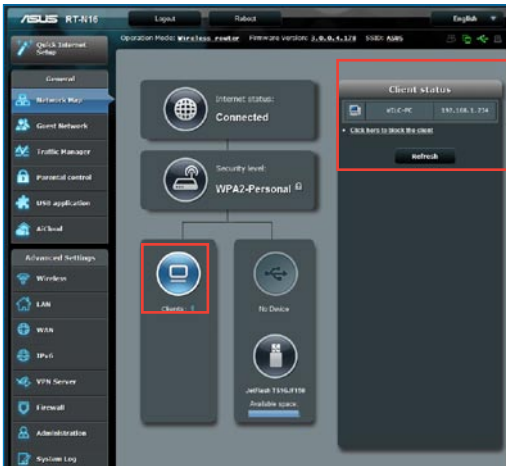 ASUS RT-N16
Logout
Reboot
English
Quick Internet
Setup
Operation Mode: Wireless router Firmware Version: 3.0.0.4.178 SSID: ASUS
General
Network Map
Guest Network
Traffic Manager
Parental control
USB application
AiCloud
Advanced Settings
Wireless
LAN
WAN
IPv6
VPN Server
Firewall
Administration
System Log
Internet status:
Connected
Security level:
WPA2-Personal
Clients: 1
No Device
JetFlash TS16JF150
Available space:
Client status
192.168.1.234
Click here to block the client
Refresh